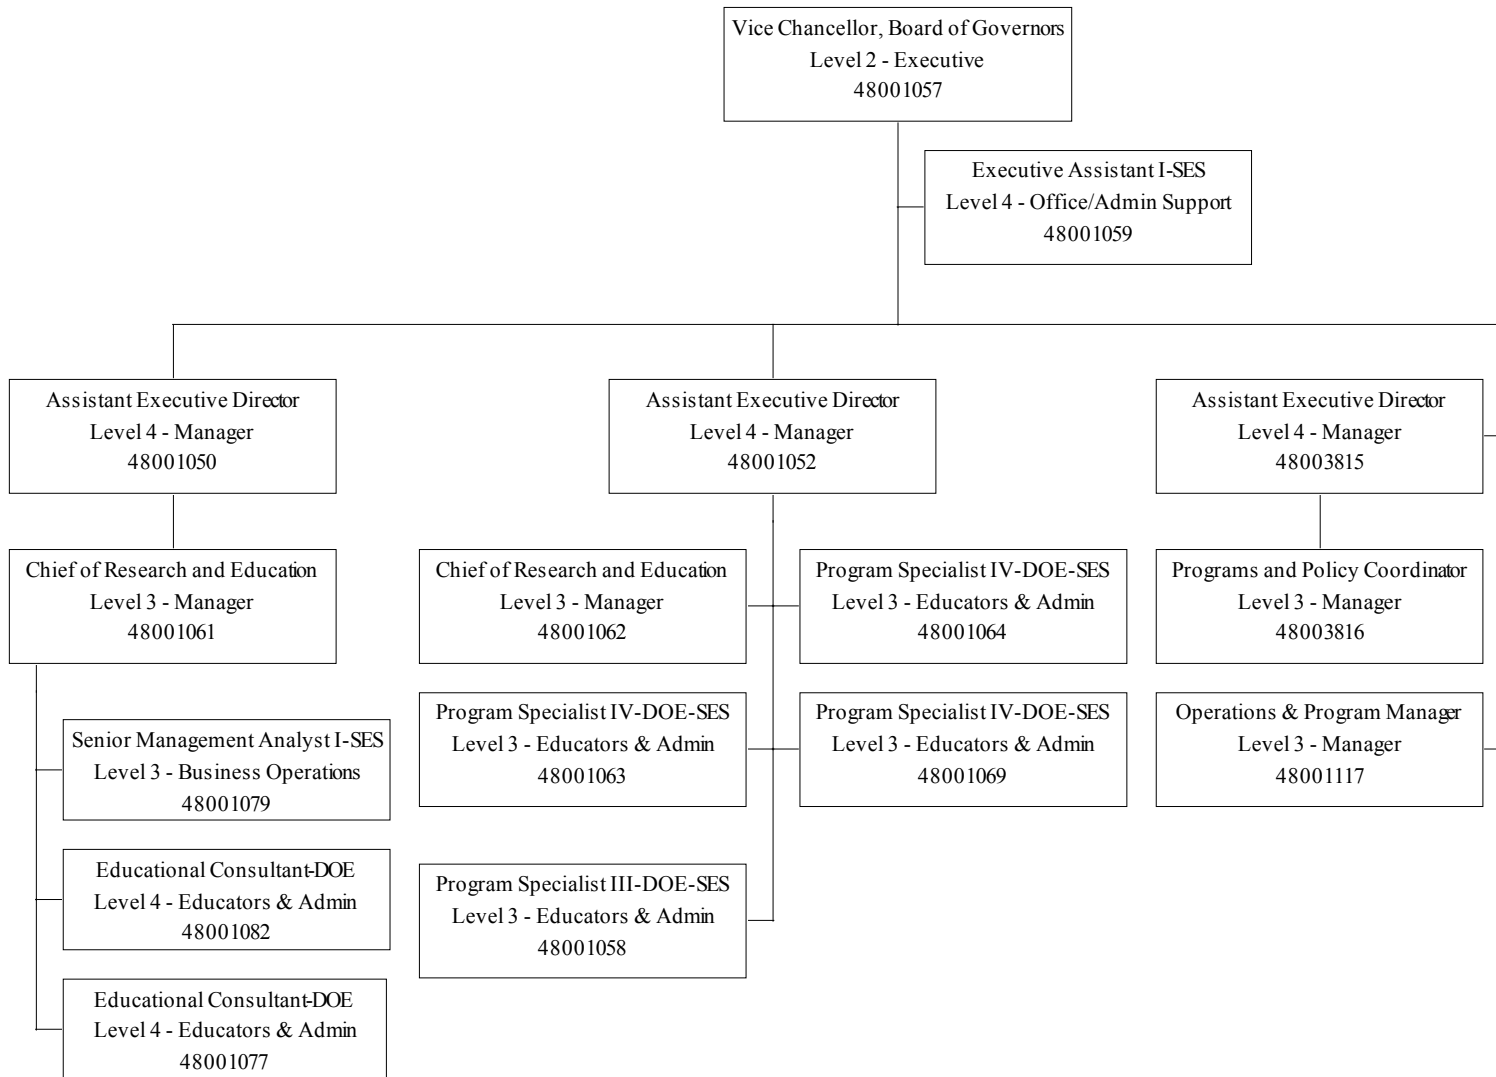 Vice Chancellor, Board of Governors
Level 2 - Executive
48001057
Executive Assistant I-SES
Level 4 - Office/Admin Support
48001059
Assistant Executive Director
Level 4 - Manager
48001050
Assistant Executive Director
Level 4 - Manager
48001052
Assistant Executive Director
Level 4 - Manager
48003815
Chief of Research and Education
Level 3 - Manager
48001061
Chief of Research and Education
Level 3 - Manager
48001062
Program Specialist IV-DOE-SES
Level 3 - Educators & Admin
48001064
Programs and Policy Coordinator
Level 3 - Manager
48003816
Senior Management Analyst I-SES
Level 3 - Business Operations
48001079
Program Specialist IV-DOE-SES
Level 3 - Educators & Admin
48001063
Program Specialist IV-DOE-SES
Level 3 - Educators & Admin
48001069
Operations & Program Manager
Level 3 - Manager
48001117
Educational Consultant-DOE
Level 4 - Educators & Admin
48001082
Program Specialist III-DOE-SES
Level 3 - Educators & Admin
48001058
Educational Consultant-DOE
Level 4 - Educators & Admin
48001077